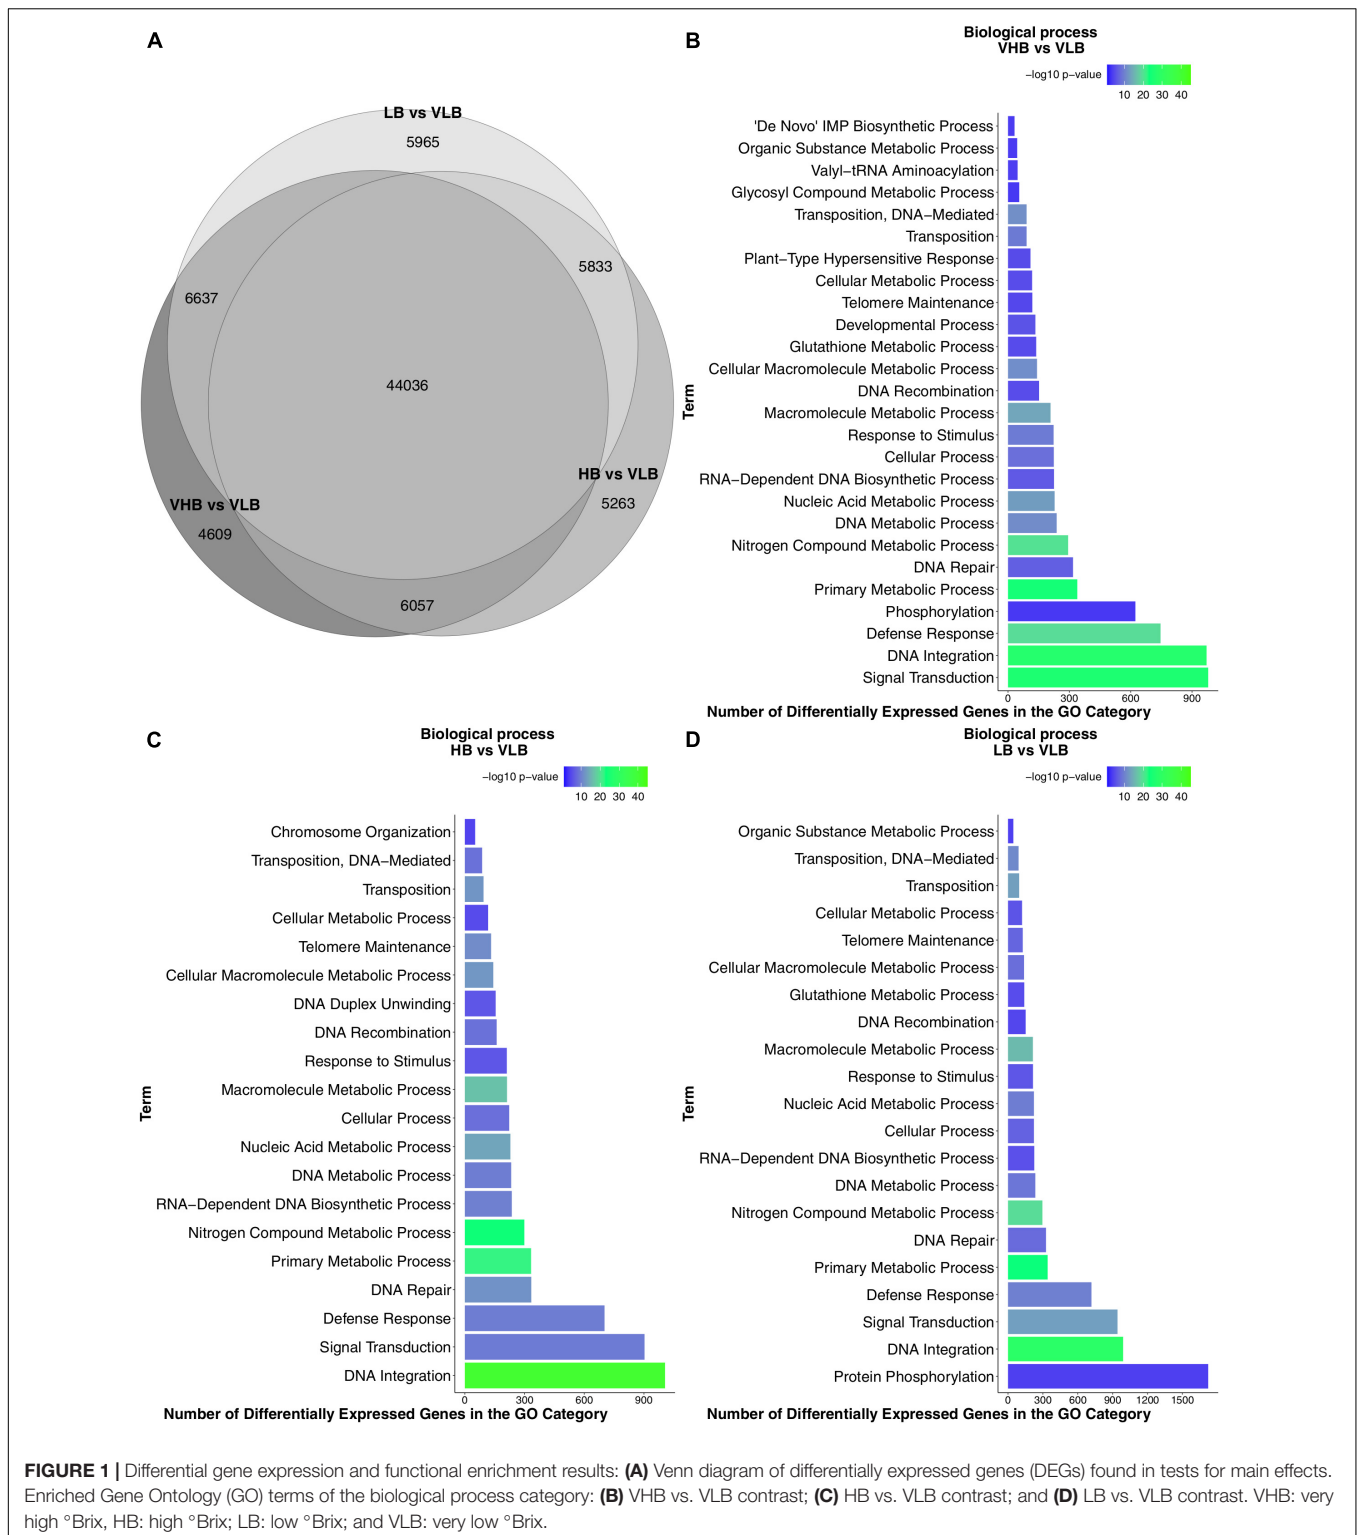 A
LB vs VLB
5965
5833
6637
44036
HB vs VLB
5263
VHB vs VLB
4609
6057
B
Biological process
VHB vs VLB
−log10 p−value
10 20 30 40
Term
'De Novo' IMP Biosynthetic Process
Organic Substance Metabolic Process
Valyl−tRNA Aminoacylation
Glycosyl Compound Metabolic Process
Transposition, DNA−Mediated
Transposition
Plant−Type Hypersensitive Response
Cellular Metabolic Process
Telomere Maintenance
Developmental Process
Glutathione Metabolic Process
Cellular Macromolecule Metabolic Process
DNA Recombination
Macromolecule Metabolic Process
Response to Stimulus
Cellular Process
RNA−Dependent DNA Biosynthetic Process
Nucleic Acid Metabolic Process
DNA Metabolic Process
Nitrogen Compound Metabolic Process
DNA Repair
Primary Metabolic Process
Phosphorylation
Defense Response
DNA Integration
Signal Transduction
0 300 600 900
Number of Differentially Expressed Genes in the GO Category
C
Biological process
HB vs VLB
−log10 p−value
10 20 30 40
Term
Chromosome Organization
Transposition, DNA−Mediated
Transposition
Cellular Metabolic Process
Telomere Maintenance
Cellular Macromolecule Metabolic Process
DNA Duplex Unwinding
DNA Recombination
Response to Stimulus
Macromolecule Metabolic Process
Cellular Process
Nucleic Acid Metabolic Process
DNA Metabolic Process
RNA−Dependent DNA Biosynthetic Process
Nitrogen Compound Metabolic Process
Primary Metabolic Process
DNA Repair
Defense Response
Signal Transduction
DNA Integration
0 300 600 900
Number of Differentially Expressed Genes in the GO Category
D
Biological process
LB vs VLB
−log10 p−value
10 20 30 40
Term
Organic Substance Metabolic Process
Transposition, DNA−Mediated
Transposition
Cellular Metabolic Process
Telomere Maintenance
Cellular Macromolecule Metabolic Process
Glutathione Metabolic Process
DNA Recombination
Macromolecule Metabolic Process
Response to Stimulus
Nucleic Acid Metabolic Process
Cellular Process
RNA−Dependent DNA Biosynthetic Process
DNA Metabolic Process
Nitrogen Compound Metabolic Process
DNA Repair
Primary Metabolic Process
Defense Response
Signal Transduction
DNA Integration
Protein Phosphorylation
0 300 600 900 1200 1500
Number of Differentially Expressed Genes in the GO Category
FIGURE 1 | Differential gene expression and functional enrichment results: (A) Venn diagram of differentially expressed genes (DEGs) found in tests for main effects.
Enriched Gene Ontology (GO) terms of the biological process category: (B) VHB vs. VLB contrast; (C) HB vs. VLB contrast; and (D) LB vs. VLB contrast. VHB: very
high °Brix, HB: high °Brix; LB: low °Brix; and VLB: very low °Brix.